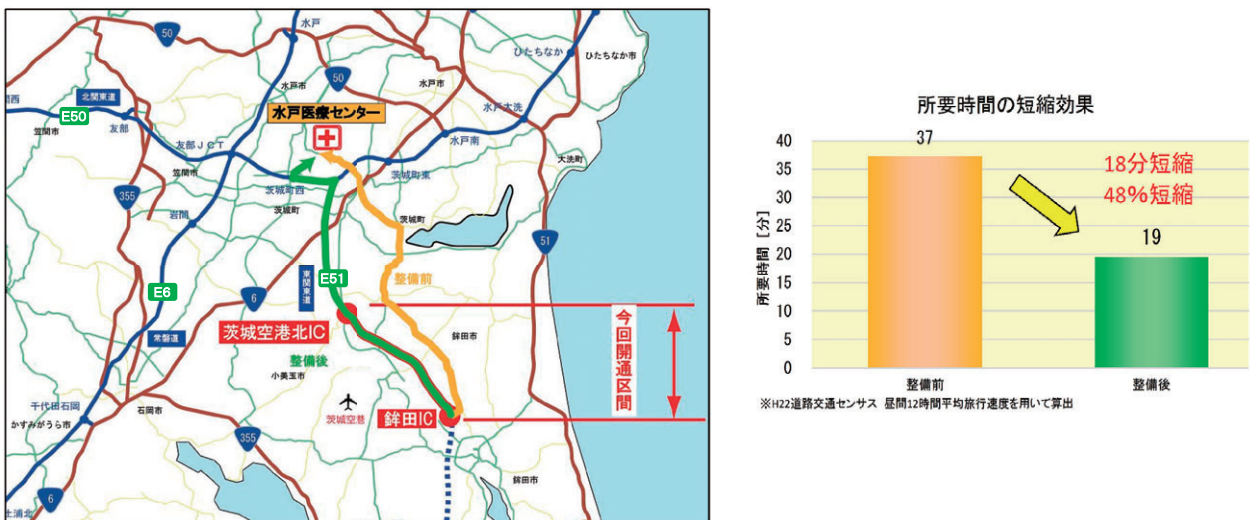 水戸
50
ひたちなか
ひたちなか市
水戸市
50
水戸市
関西
北関東道
E50
笠間市
友部
水戸医療センター
水戸大洗
水戸南
大洗町
友部JCT
笠間市
茨城町西
茨城町東
355
茨城町
茨城町
岩間
51
E6
東関東道
E51
整備前
6
茨城空港北IC
常磐道
整備後
小美玉市
鉾田市
今回開通区間
千代田石岡
石岡市
かすみがうら市
茨城空港
鉾田IC
355
鉾田市
6
土浦北
所要時間の短縮効果
所要時間 [分]
40
35
30
25
20
15
10
5
0
37
18分短縮
48%短縮
19
整備前
整備後
※H22道路交通センサス 昼間12時間平均旅行速度を用いて算出